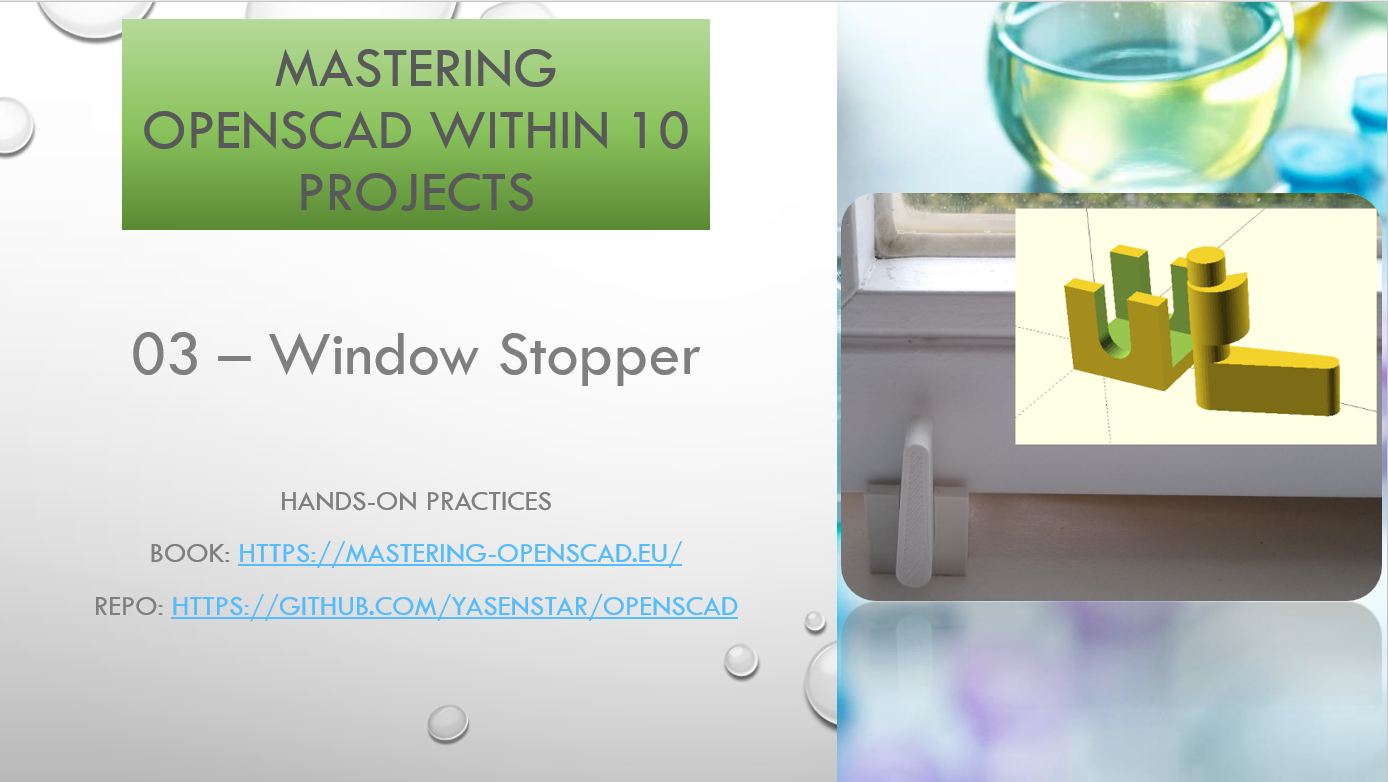 MASTERING
OPENSCAD WITHIN 10
PROJECTS
03 – Window Stopper
HANDS-ON PRACTICES
BOOK: HTTPS://MASTERING-OPENSCAD.EU/
REPO: HTTPS://GITHUB.COM/YASENSTAR/OPENSCAD